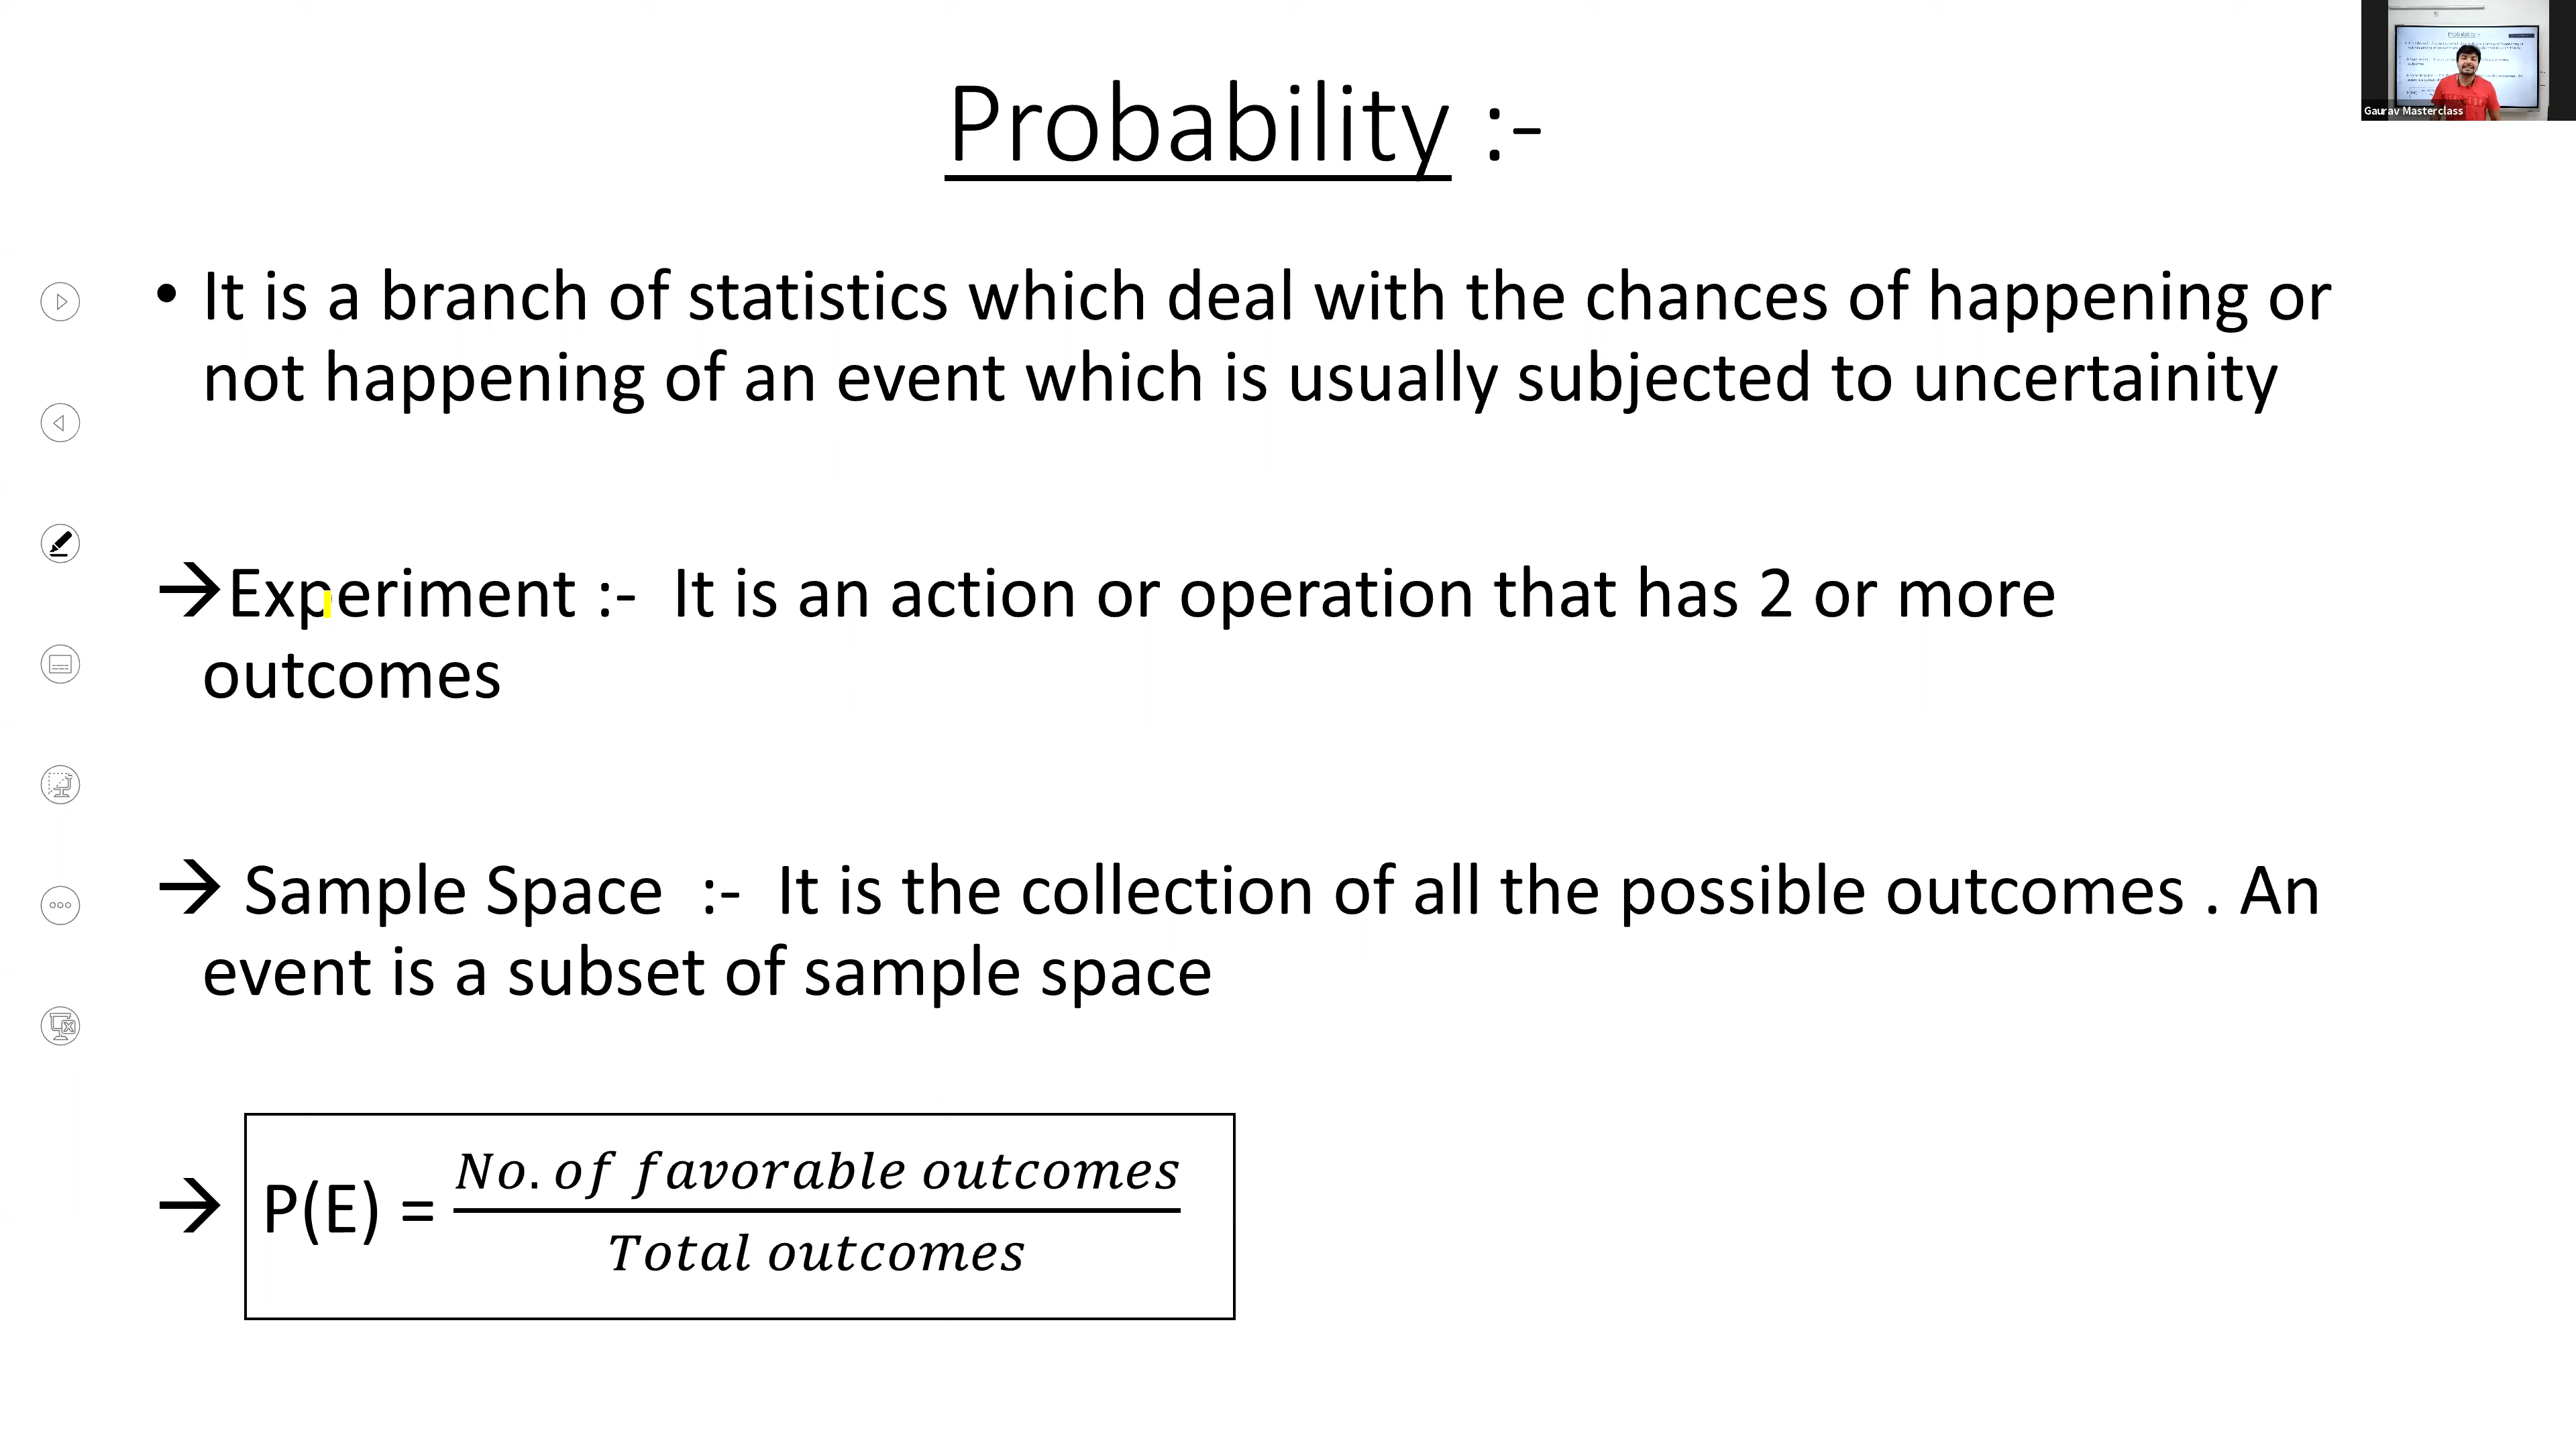 Probability :-
Gaurav Masterclass
• It is a branch of statistics which deal with the chances of happening or
not happening of an event which is usually subjected to uncertainity
→Experiment :- It is an action or operation that has 2 or more
outcomes
→ Sample Space :- It is the collection of all the possible outcomes . An
event is a subset of sample space
→ P(E) = No. of favorable outcomes
Total outcomes